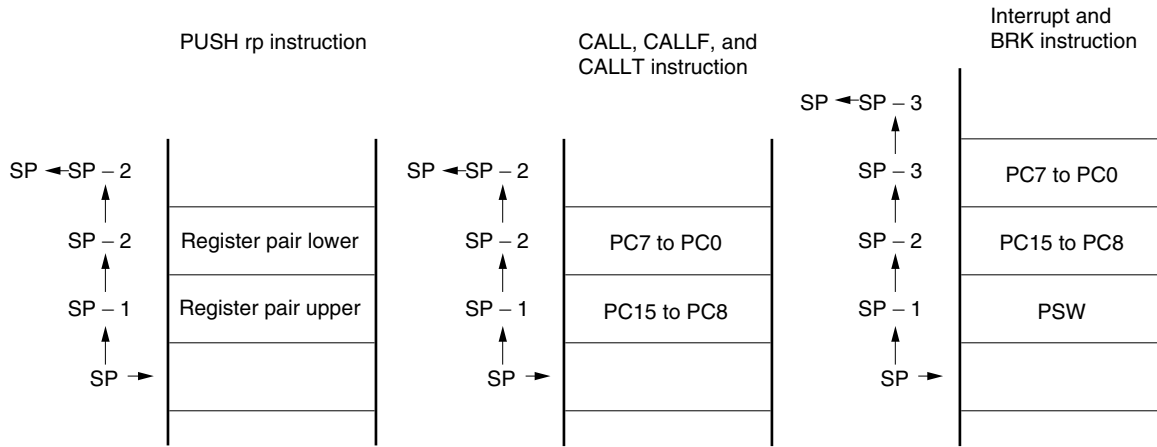 PUSH rp instruction
SP ← SP – 2
SP – 2
Register pair lower
SP – 1
Register pair upper
SP
CALL, CALLF, and
CALLT instruction
SP ← SP – 2
SP – 2
PC7 to PC0
SP – 1
PC15 to PC8
SP
Interrupt and
BRK instruction
SP ← SP – 3
SP – 3
PC7 to PC0
SP – 2
PC15 to PC8
SP – 1
PSW
SP